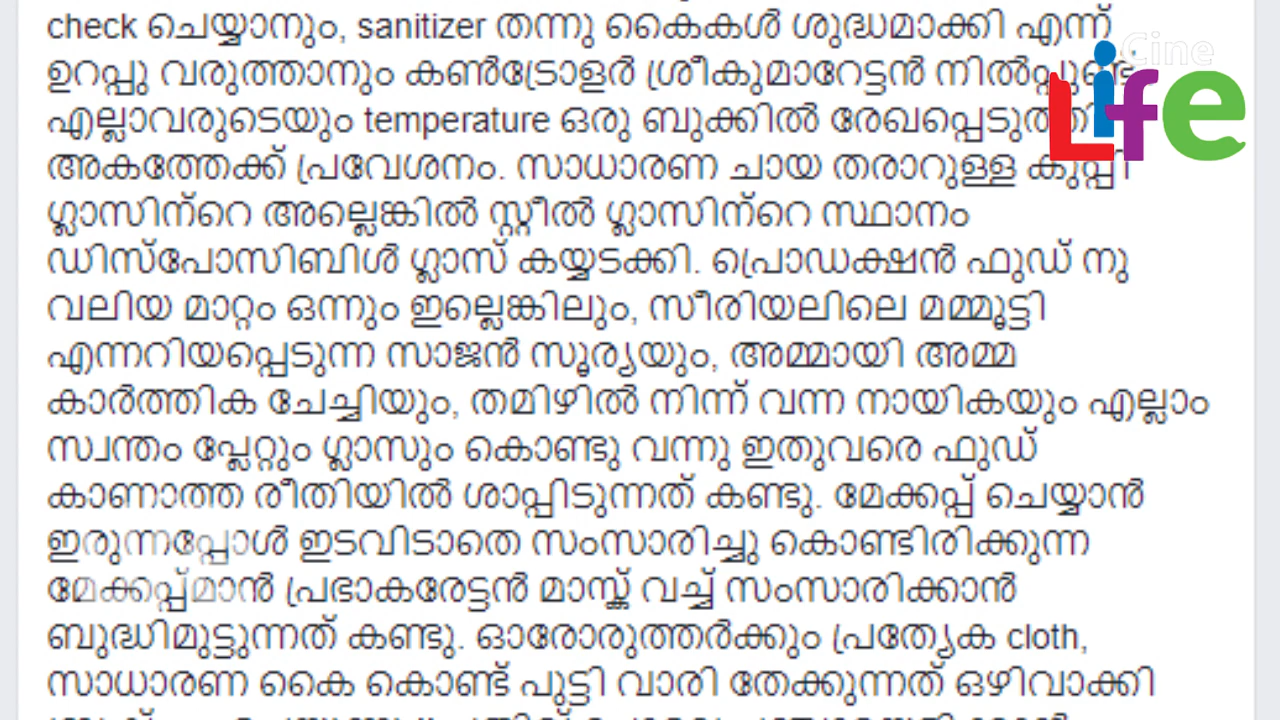 check ചെയ്യാനും, sanitizer തന്നു കൈകൾ ശുദ്ധമാക്കി എന്ന്
ഉറപ്പു വരുത്താനും കൺട്രോളർ ശ്രീകുമാറേട്ടൻ നിൽപ്പുണ്ട്.
എല്ലാവരുടെയും temperature ഒരു ബുക്കിൽ രേഖപ്പെടുത്തി
അകത്തേക്ക് പ്രവേശനം. സാധാരണ ചായ തരാറുള്ള കുപ്പി
ഗ്ലാസിന്റെ അല്ലെങ്കിൽ സ്റ്റീൽ ഗ്ലാസിന്റെ സ്ഥാനം
ഡിസ്പോസിബിൾ ഗ്ലാസ് കയ്യടക്കി. പ്രൊഡക്ഷൻ ഫുഡ് നു
വലിയ മാറ്റം ഒന്നും ഇല്ലെങ്കിലും, സീരിയലിലെ മമ്മൂട്ടി
എന്നറിയപ്പെടുന്ന സാജൻ സൂര്യയും, അമ്മായി അമ്മ
കാർത്തിക ചേച്ചിയും, തമിഴിൽ നിന്ന് വന്ന നായികയും എല്ലാം
സ്വന്തം പ്ലേറ്റും ഗ്ലാസും കൊണ്ടു വന്നു ഇതുവരെ ഫുഡ്
കാണാത്ത രീതിയിൽ ശാപ്പിടുന്നത് കണ്ടു. മേക്കപ്പ് ചെയ്യാൻ
ഇരുന്നപ്പോൾ ഇടവിടാതെ സംസാരിച്ചു കൊണ്ടിരിക്കുന്ന
മേക്കപ്പ്മാൻ പ്രഭാകരേട്ടൻ മാസ്ക് വച്ച് സംസാരിക്കാൻ
ബുദ്ധിമുട്ടുന്നത് കണ്ടു. ഓരോരുത്തർക്കും പ്രത്യേക cloth,
സാധാരണ കൈ കൊണ്ട് പുട്ടി വാരി തേക്കുന്നത് ഒഴിവാക്കി
Cine
Life